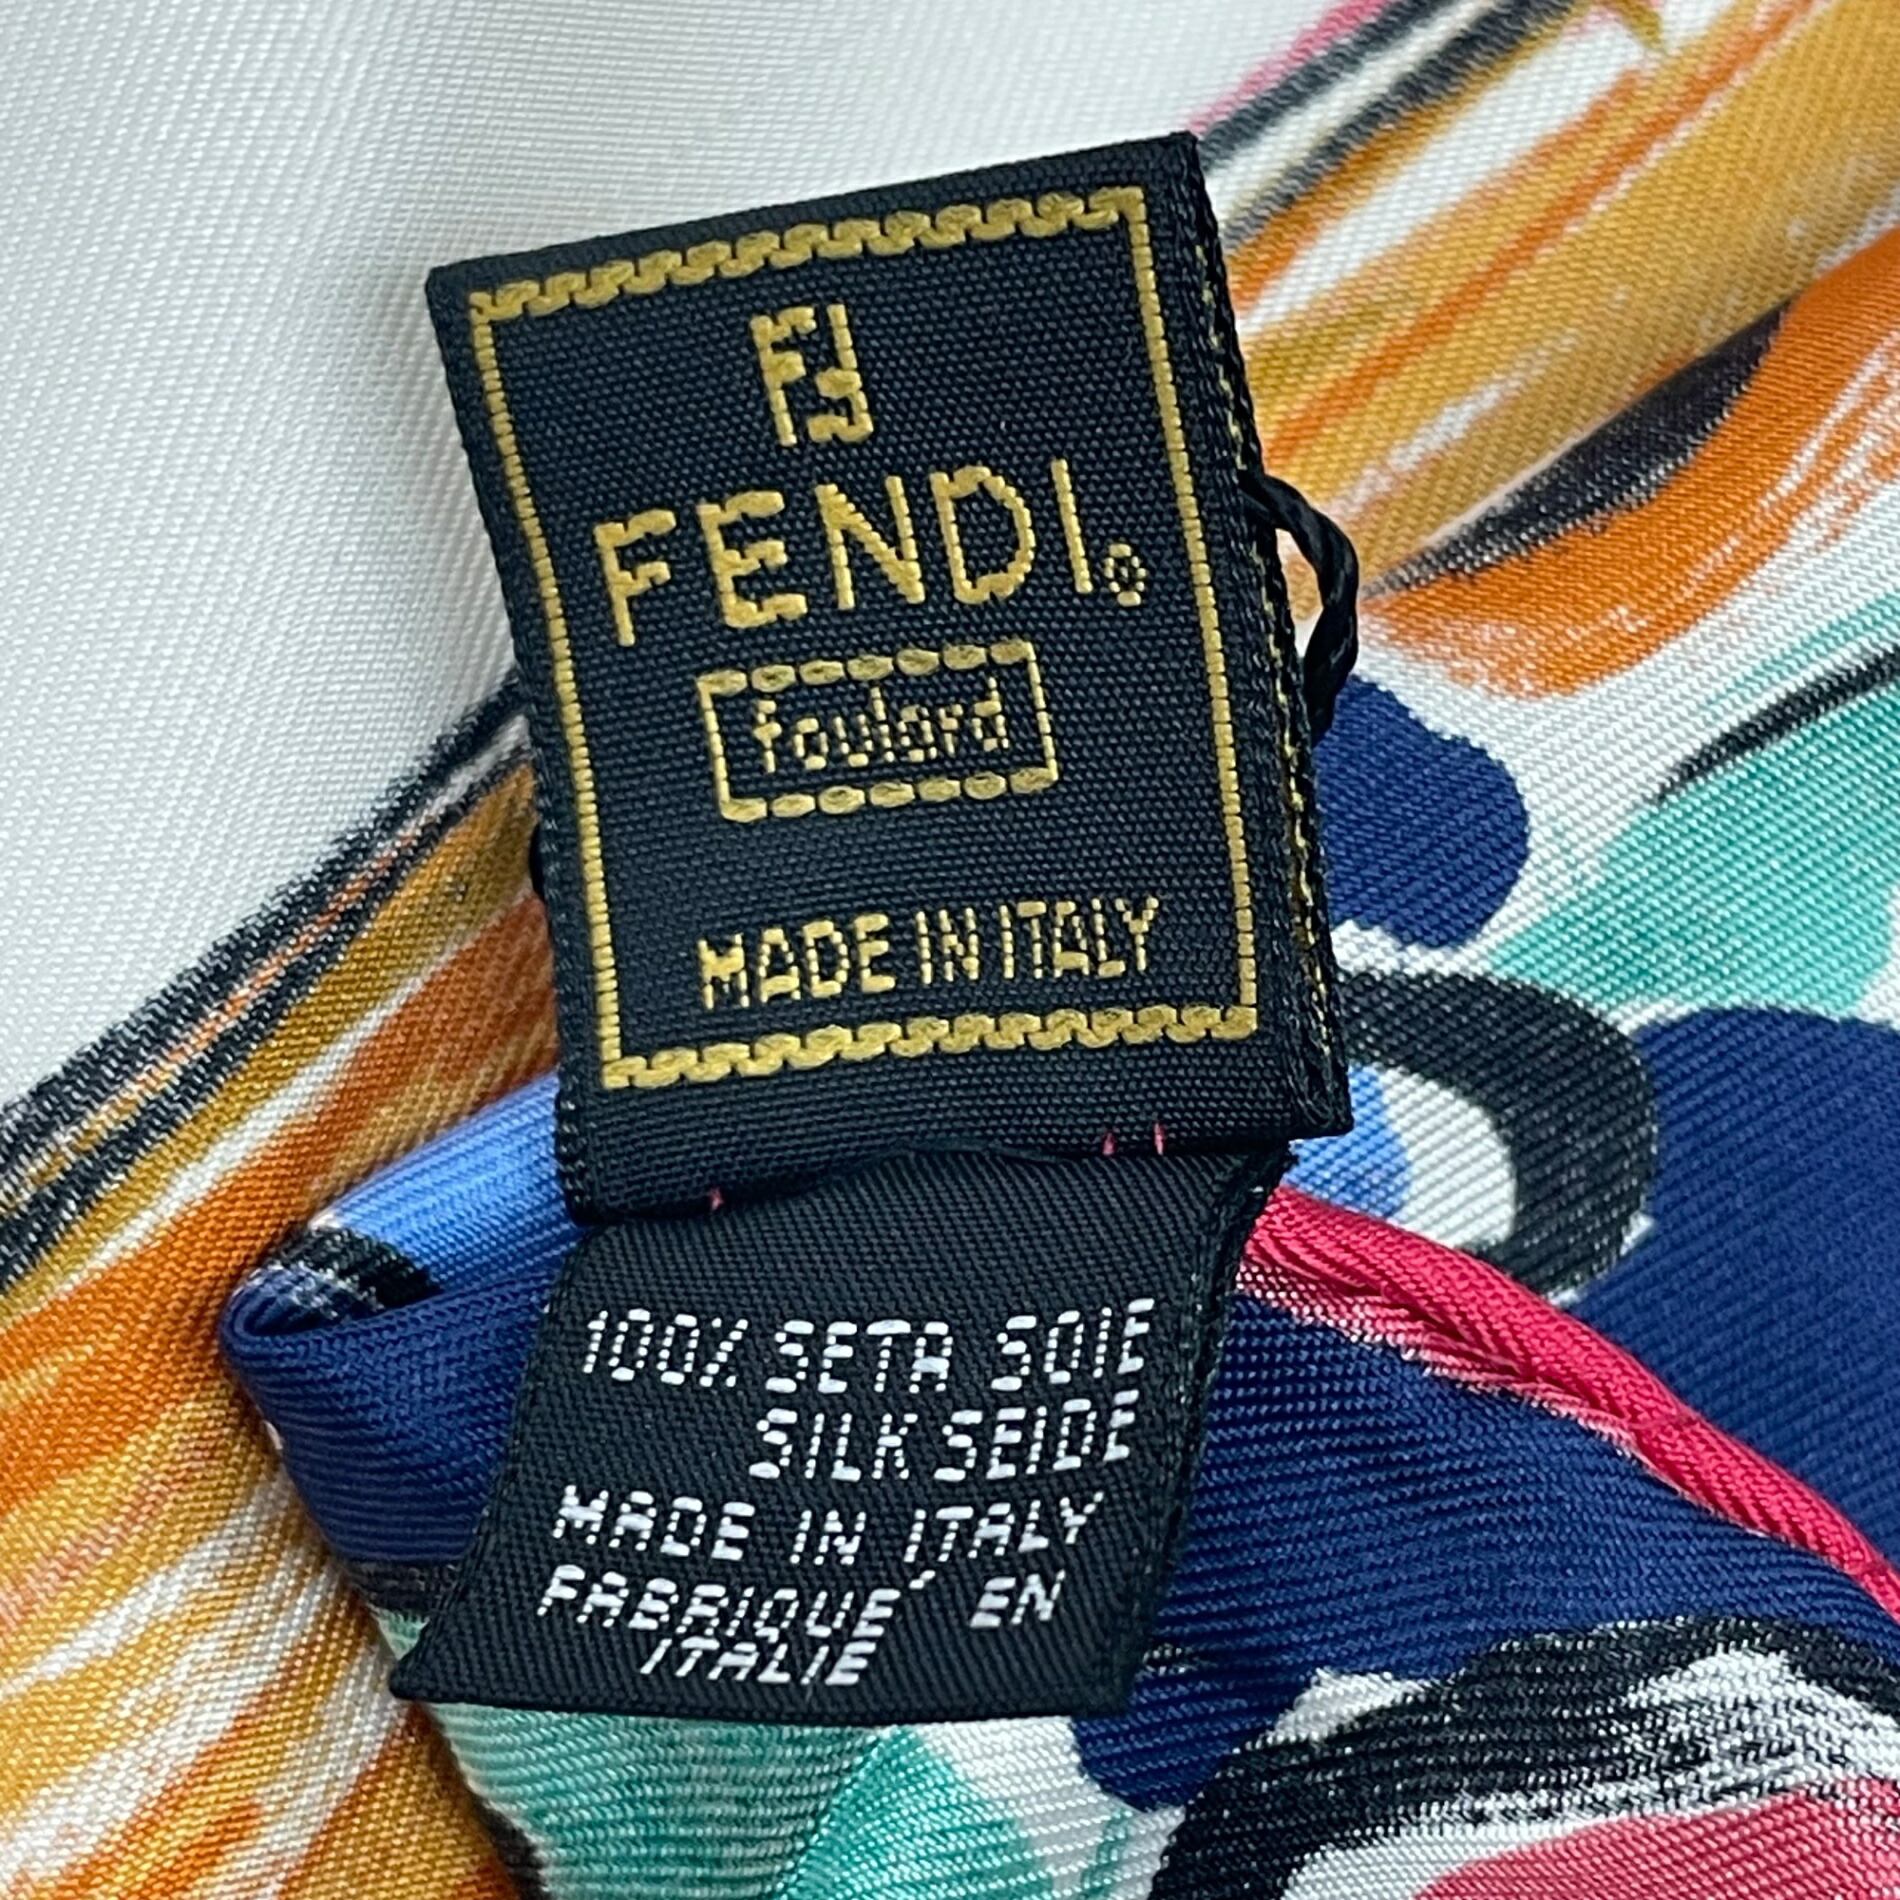 FF
FENDI®
foulard
MADE IN ITALY
100% SETA SOIE
SILK SEIDE
MADE IN ITALY
FABRIQUÉ EN
ITALIE